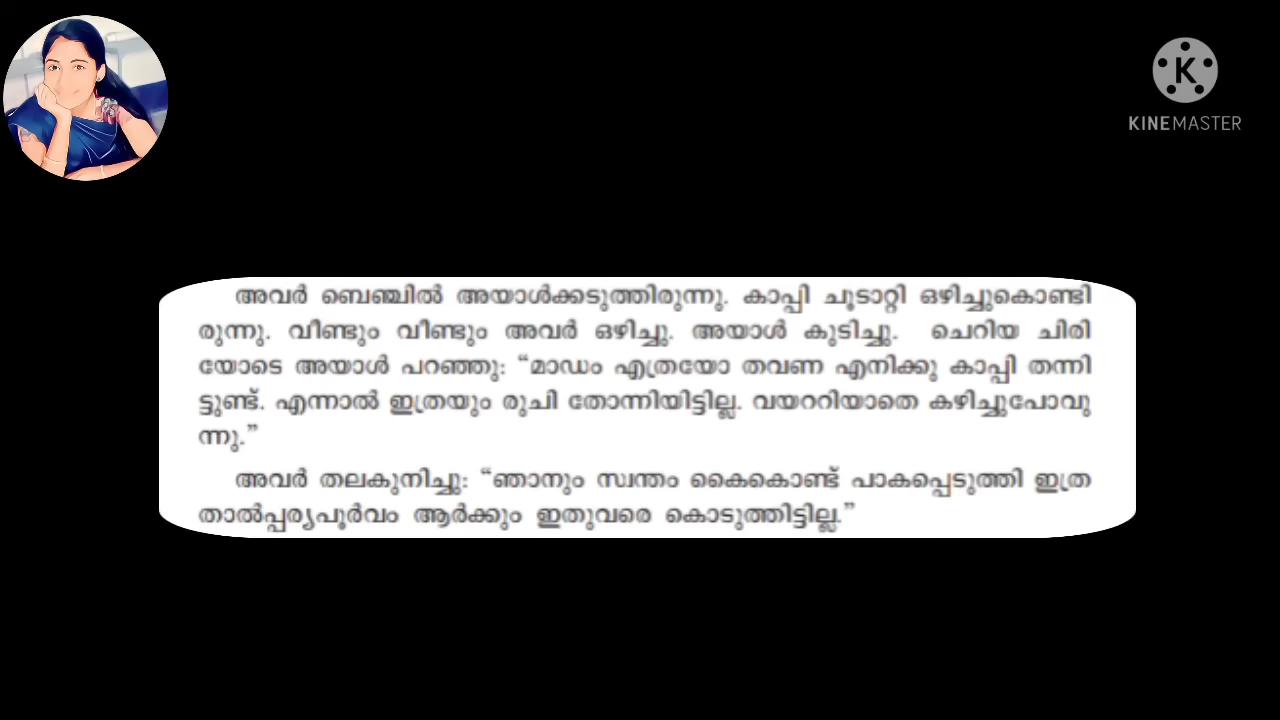 KINEMASTER
അവർ ബെഞ്ചിൽ അയാൾക്കടുത്തിരുന്നു. കാപ്പി ചൂടാറ്റി ഒഴിച്ചുകൊണ്ടി
രുന്നു. വീണ്ടും വീണ്ടും അവർ ഒഴിച്ചു. അയാൾ കുടിച്ചു. ചെറിയ ചിരി
യോടെ അയാൾ പറഞ്ഞു: “മാഡം എത്രയോ തവണ എനിക്കു കാപ്പി തന്നി
ട്ടുണ്ട്. എന്നാൽ ഇത്രയും രുചി തോന്നിയിട്ടില്ല. വയററിയാതെ കഴിച്ചുപോവു
ന്നു.”
അവർ തലകുനിച്ചു: “ഞാനും സ്വന്തം കൈകൊണ്ട് പാകപ്പെടുത്തി ഇത്ര
താൽപ്പര്യപൂർവം ആർക്കും ഇതുവരെ കൊടുത്തിട്ടില്ല.”